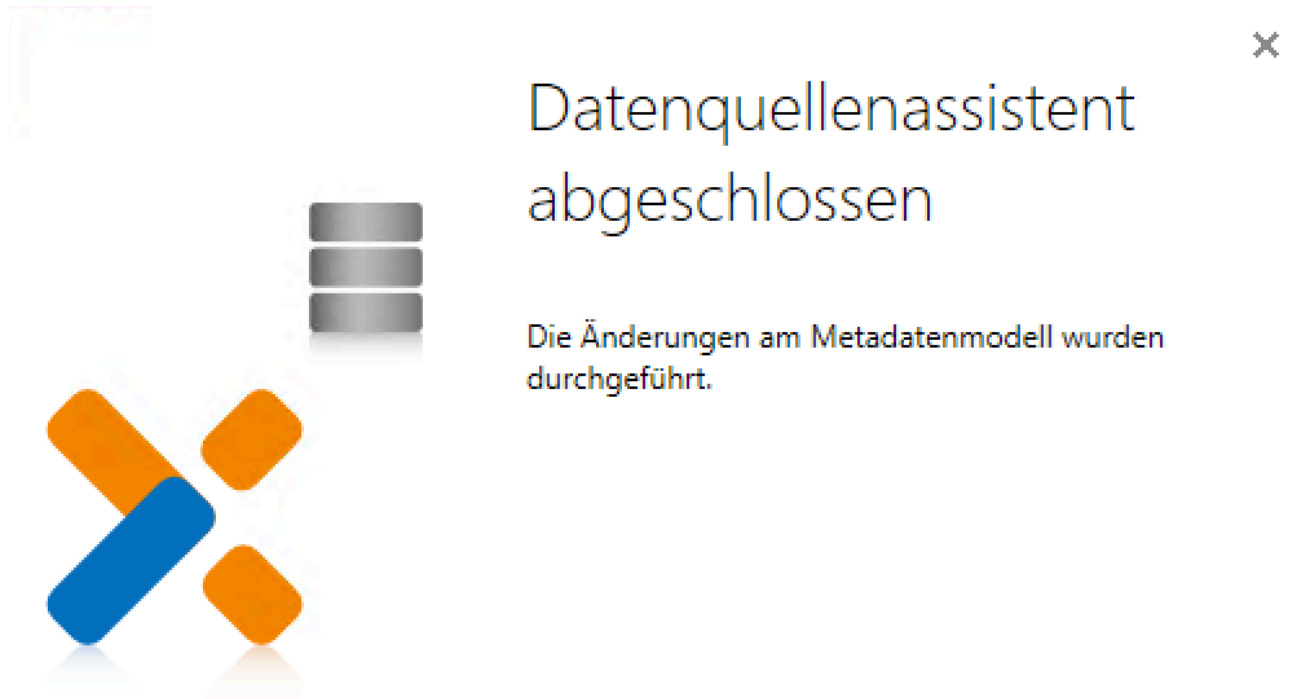 Datenquellenassistent
abgeschlossen
Die Änderungen am Metadatenmodell wurden
durchgeführt.